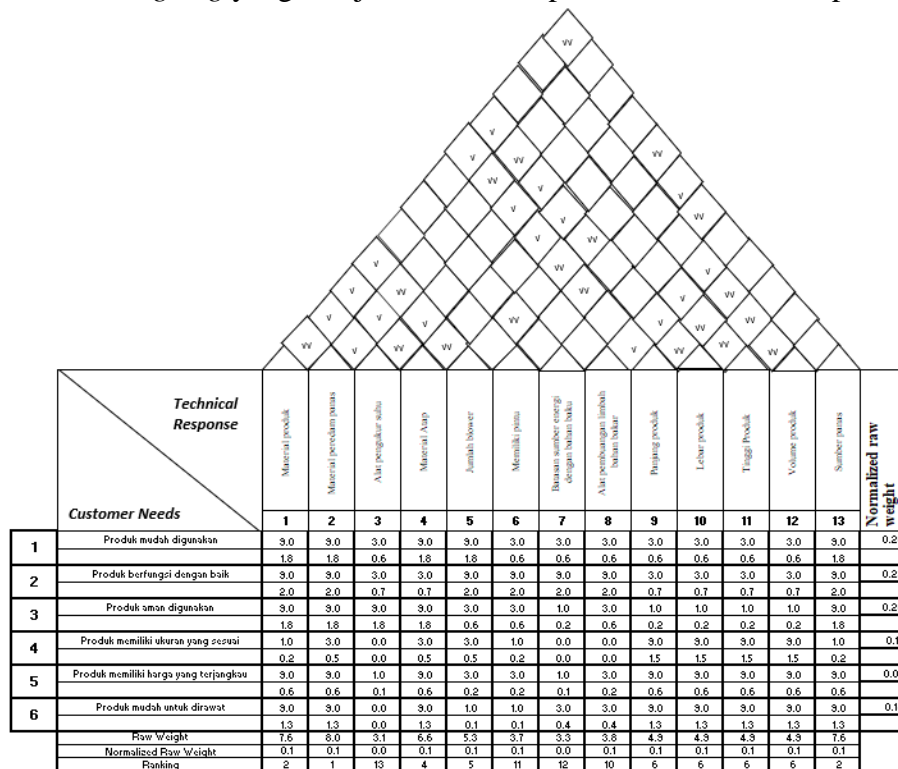 yang
vv
v
v vv vv
vv v v
v v vv
v vv
v vv v
v vv vv v vv
v v v vv v vv vv
vv v vv vv v vv vv vv
Technical
Response
Customer Needs
Material produk
Material peredam panas
Alat pengukur suhu
Material Atap
Jumlah blower
Memiliki pintu
Batasan sumber energi
dengan bahan baku
Alat pembuangan limbah
bahan bakar
Panjang produk
Lebar produk
Tinggi Produk
Volume produk
Sumber panas
Normalized raw
weight
1 2 3 4 5 6 7 8 9 10 11 12 13
1 Produk mudah digunakan 9.0 9.0 3.0 9.0 9.0 3.0 3.0 3.0 3.0 3.0 3.0 3.0 9.0 0.2
1.8 1.8 0.6 1.8 1.8 0.6 0.6 0.6 0.6 0.6 0.6 0.6 1.8
2 Produk berfungsi dengan baik 9.0 9.0 3.0 3.0 9.0 9.0 9.0 9.0 3.0 3.0 3.0 3.0 9.0 0.2
2.0 2.0 0.7 0.7 2.0 2.0 2.0 2.0 0.7 0.7 0.7 0.7 2.0
3 Produk aman digunakan 9.0 9.0 9.0 9.0 3.0 3.0 1.0 3.0 1.0 1.0 1.0 1.0 9.0 0.2
1.8 1.8 1.8 1.8 0.6 0.6 0.2 0.6 0.2 0.2 0.2 0.2 1.8
4 Produk memiliki ukuran yang sesuai 1.0 3.0 0.0 3.0 3.0 1.0 0.0 0.0 9.0 9.0 9.0 9.0 1.0 0.1
0.2 0.5 0.0 0.5 0.5 0.2 0.0 0.0 1.5 1.5 1.5 1.5 0.2
5 Produk memiliki harga yang terjangkau 9.0 9.0 1.0 9.0 3.0 3.0 1.0 3.0 9.0 9.0 9.0 9.0 9.0 0.0
0.6 0.6 0.1 0.6 0.2 0.2 0.1 0.2 0.6 0.6 0.6 0.6 0.6
6 Produk mudah untuk dirawat 9.0 9.0 0.0 9.0 1.0 1.0 3.0 3.0 9.0 9.0 9.0 9.0 9.0 0.1
1.3 1.3 0.0 1.3 0.1 0.1 0.4 0.4 1.3 1.3 1.3 1.3 1.3
Raw Weight 7.6 8.0 3.1 6.6 5.3 3.7 3.3 3.8 4.9 4.9 4.9 4.9 7.6
Normalized Raw Weight 0.1 0.1 0.0 0.1 0.1 0.1 0.0 0.1 0.1 0.1 0.1 0.1 0.1
Ranking 2 1 13 4 5 11 12 10 6 6 6 6 2